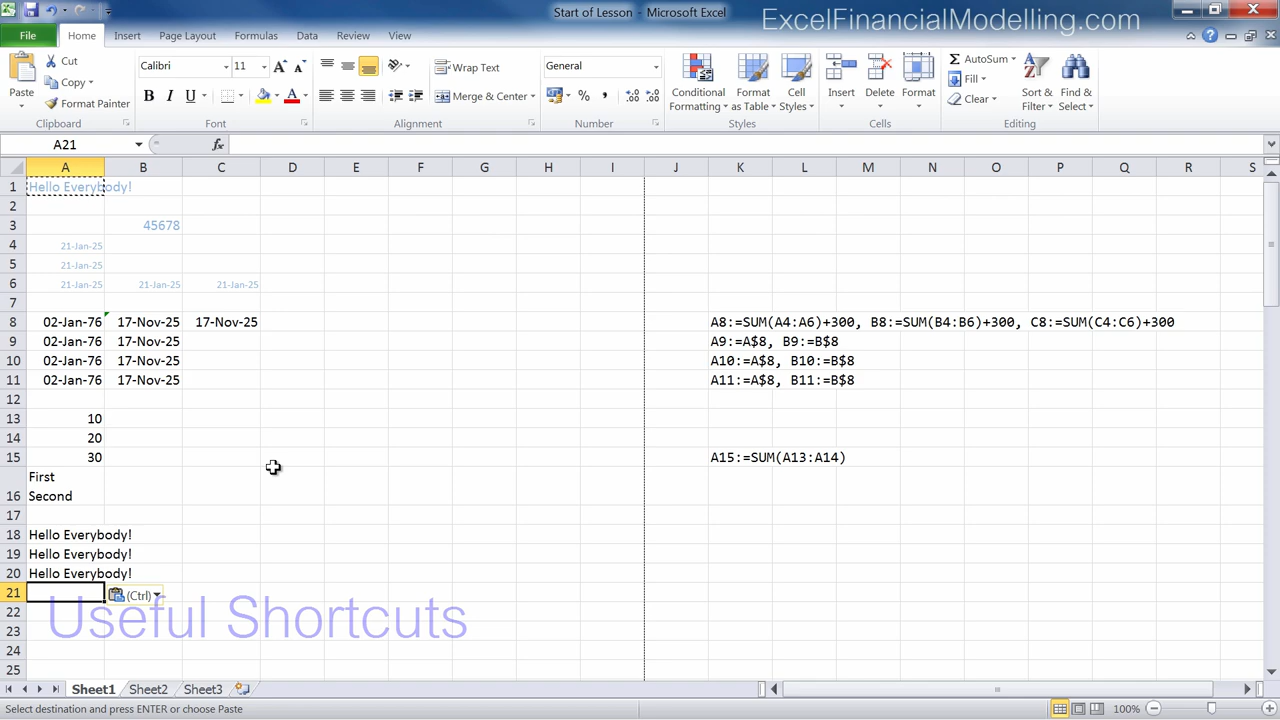 Start of Lesson - Microsoft Excel
ExcelFinancialModelling.com
File Home Insert Page Layout Formulas Data Review View
Paste
Cut
Copy
Format Painter
Clipboard
Calibri 11
B I U
A A
Font
Wrap Text
Merge & Center
Alignment
General
%
Number
Conditional Formatting
Format as Table
Cell Styles
Styles
Insert
Delete
Format
Cells
AutoSum
Fill
Clear
Sort & Filter
Find & Select
Editing
A21 fx
A B C D E F G H I J K L M N O P Q R S
1 Hello Everybody!
2
3 45678
4 21-Jan-25
5 21-Jan-25
6 21-Jan-25 21-Jan-25 21-Jan-25
7
8 02-Jan-76 17-Nov-25 17-Nov-25 A8:=SUM(A4:A6)+300, B8:=SUM(B4:B6)+300, C8:=SUM(C4:C6)+300
9 02-Jan-76 17-Nov-25 A9:=A$8, B9:=B$8
10 02-Jan-76 17-Nov-25 A10:=A$8, B10:=B$8
11 02-Jan-76 17-Nov-25 A11:=A$8, B11:=B$8
12
13 10
14 20
15 30 A15:=SUM(A13:A14)
First
16 Second
17
18 Hello Everybody!
19 Hello Everybody!
20 Hello Everybody!
21 (Ctrl)
Useful Shortcuts
22
23
24
25
Sheet1 Sheet2 Sheet3
Select destination and press ENTER or choose Paste 100%